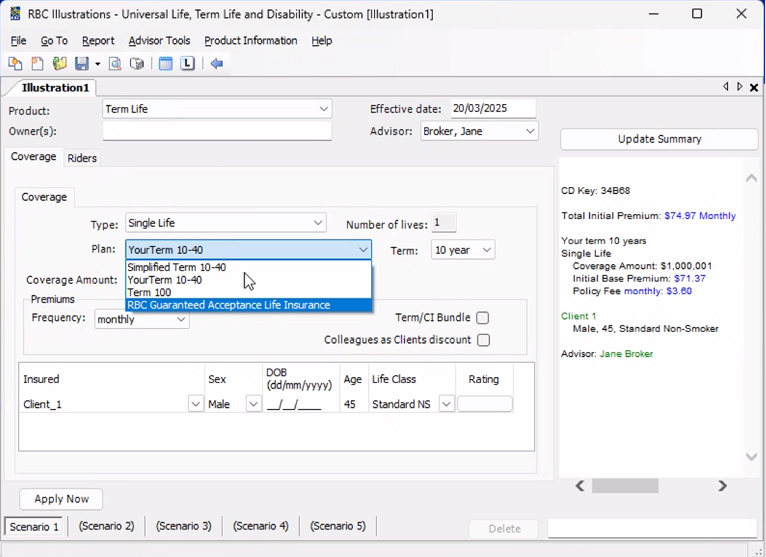 RBC Illustrations - Universal Life, Term Life and Disability - Custom [Illustration1]
File Go To Report Advisor Tools Product Information Help
L
Illustration1
Product: Term Life Effective date: 20/03/2025
Owner(s): Advisor: Broker, Jane
Coverage Riders
Coverage
Type: Single Life Number of lives: 1
Plan: YourTerm 10-40 Term: 10 year
Simplified Term 10-40
YourTerm 10-40
Term 100
RBC Guaranteed Acceptance Life Insurance
Coverage Amount:
Premiums
Frequency: monthly Term/CI Bundle
Colleagues as Clients discount
Insured Sex DOB (dd/mm/yyyy) Age Life Class Rating
Client_1 Male __/__/____ 45 Standard NS
Apply Now
Scenario 1 (Scenario 2) (Scenario 3) (Scenario 4) (Scenario 5) Delete
Update Summary
CD Key: 34B68
Total Initial Premium: $74.97 Monthly
Your term 10 years
Single Life
Coverage Amount: $1,000,001
Initial Base Premium: $71.37
Policy Fee monthly: $3.60
Client 1
Male, 45, Standard Non-Smoker
Advisor: Jane Broker